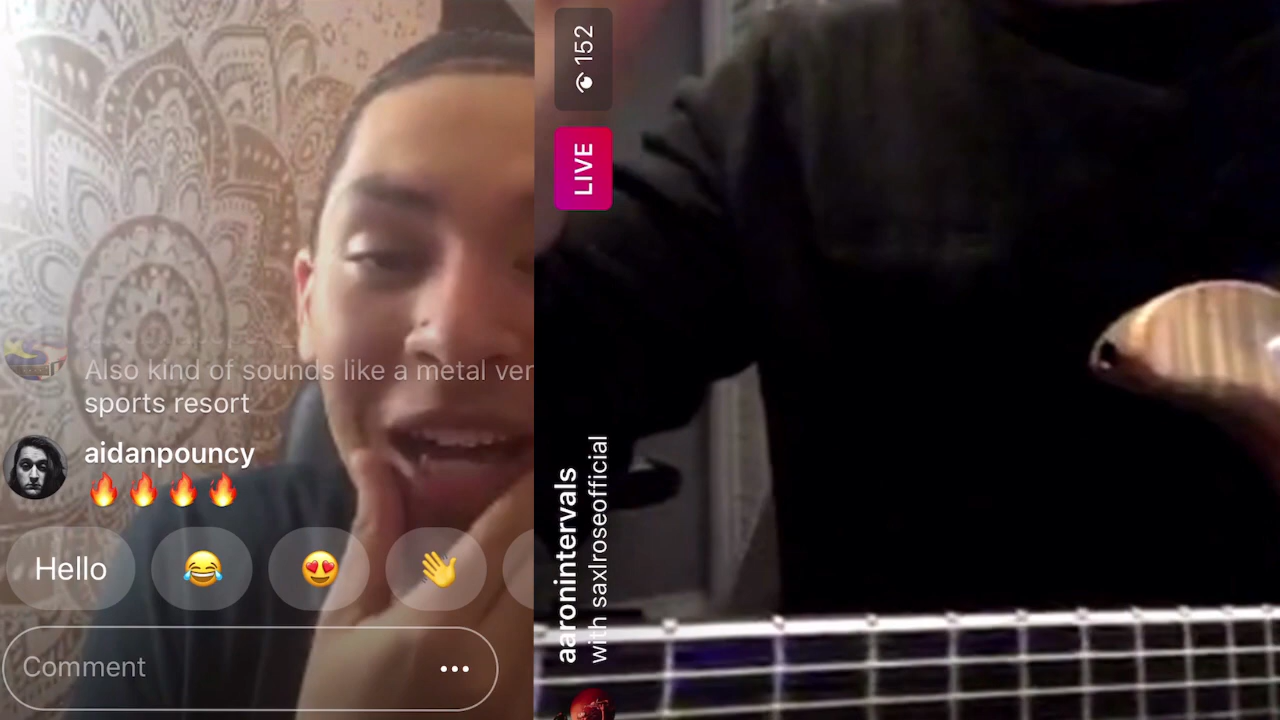 Also kind of sounds like a metal ver
sports resort
aidanpouncy
🔥🔥🔥🔥
Hello
Comment
152
LIVE
aaronintervals
with saxlroseofficial